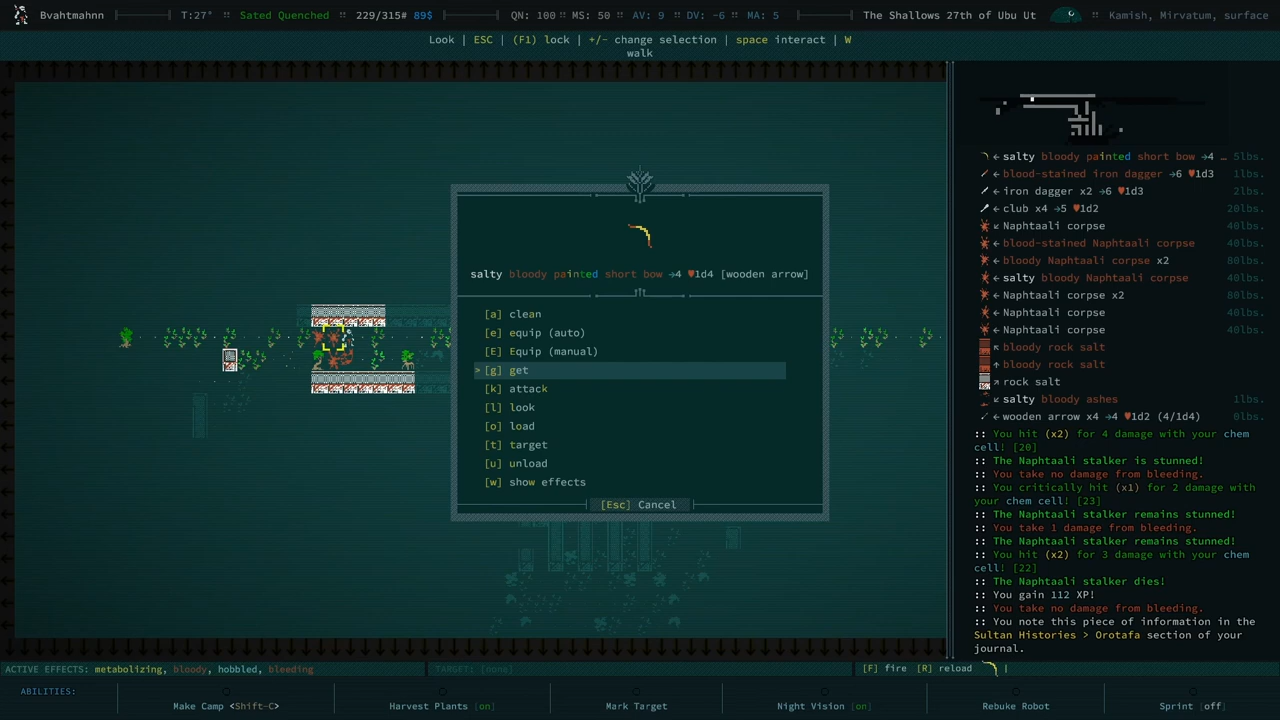 Bvahtmahnn T:27° :: Sated Quenched :: 229/315# 89$ QN: 100 :: MS: 50 :: AV: 9 :: DV: -6 :: MA: 5 The Shallows 27th of Ubu Ut :: Kamish, Mirvatum, surface
Look | ESC | (F1) lock | +/- change selection | space interact | W
walk
salty bloody painted short bow →4 ♥1d4 [wooden arrow]
[a] clean
[e] equip (auto)
[E] Equip (manual)
> [g] get
[k] attack
[l] look
[o] load
[t] target
[u] unload
[w] show effects
[Esc] Cancel
← salty bloody painted short bow →4 … 5lbs.
← blood-stained iron dagger →6 ♥1d3 1lbs.
← iron dagger x2 →6 ♥1d3 2lbs.
← club x4 →5 ♥1d2 20lbs.
↙ Naphtaali corpse 40lbs.
← blood-stained Naphtaali corpse 40lbs.
← bloody Naphtaali corpse x2 80lbs.
← salty bloody Naphtaali corpse 40lbs.
← Naphtaali corpse x2 80lbs.
← Naphtaali corpse 40lbs.
← Naphtaali corpse 40lbs.
↖ bloody rock salt
↑ bloody rock salt
↗ rock salt
↙ salty bloody ashes 1lbs.
← wooden arrow x4 →4 ♥1d2 (4/1d4) 0lbs.
:: You hit (x2) for 4 damage with your chem
cell! [20]
:: The Naphtaali stalker is stunned!
:: You take no damage from bleeding.
:: You critically hit (x1) for 2 damage with
your chem cell! [23]
:: The Naphtaali stalker remains stunned!
:: You take 1 damage from bleeding.
:: The Naphtaali stalker remains stunned!
:: You hit (x2) for 3 damage with your chem
cell! [22]
:: The Naphtaali stalker dies!
:: You gain 112 XP!
:: You take no damage from bleeding.
:: You note this piece of information in the
Sultan Histories > Orotafa section of your
journal.
ACTIVE EFFECTS: metabolizing, bloody, hobbled, bleeding TARGET: [none] [F] fire [R] reload
ABILITIES: Make Camp <Shift-C> Harvest Plants [on] Mark Target Night Vision [on] Rebuke Robot Sprint [off]